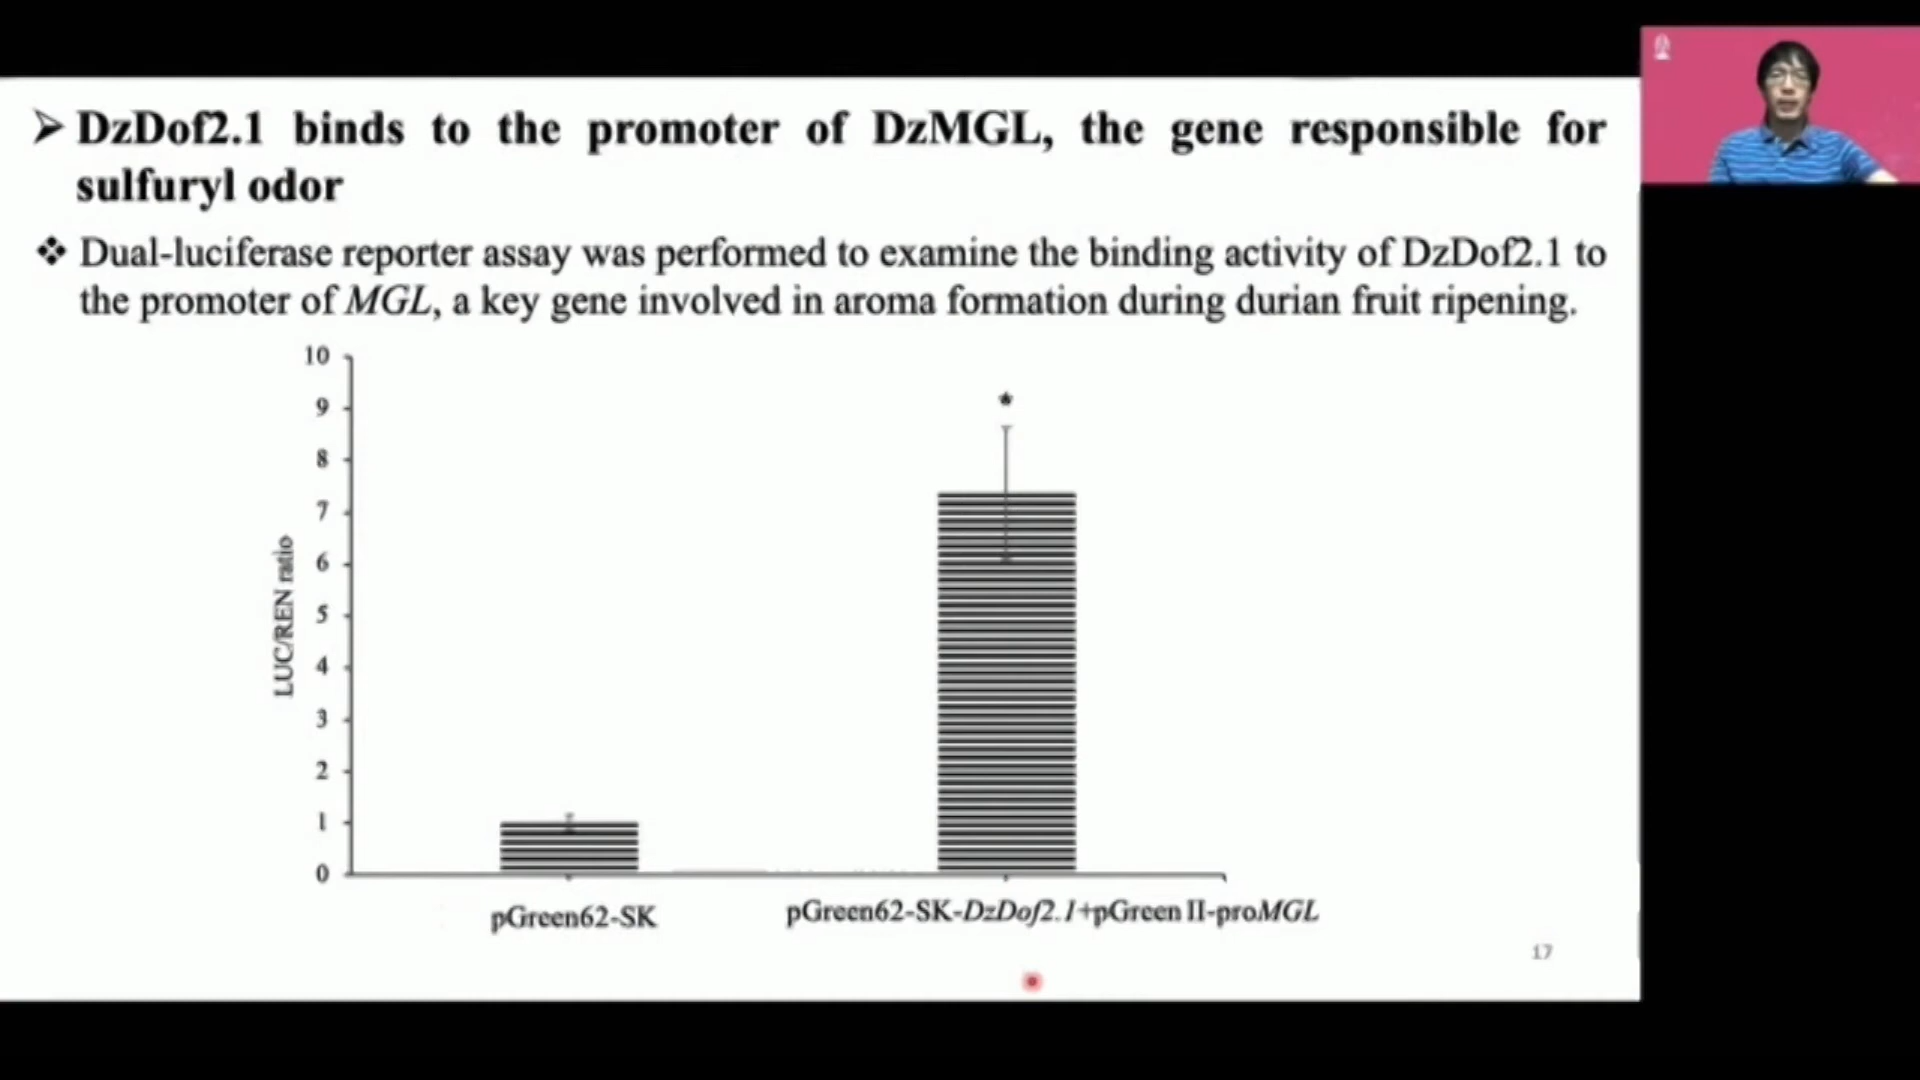 ➤ DzDof2.1 binds to the promoter of DzMGL, the gene responsible for
sulfuryl odor
❖ Dual-luciferase reporter assay was performed to examine the binding activity of DzDof2.1 to
the promoter of MGL, a key gene involved in aroma formation during durian fruit ripening.
10
9
8
7
6
5
4
3
2
1
0
LUC/REN ratio
*
pGreen62-SK
pGreen62-SK-DzDof2.1+pGreen II-proMGL
17